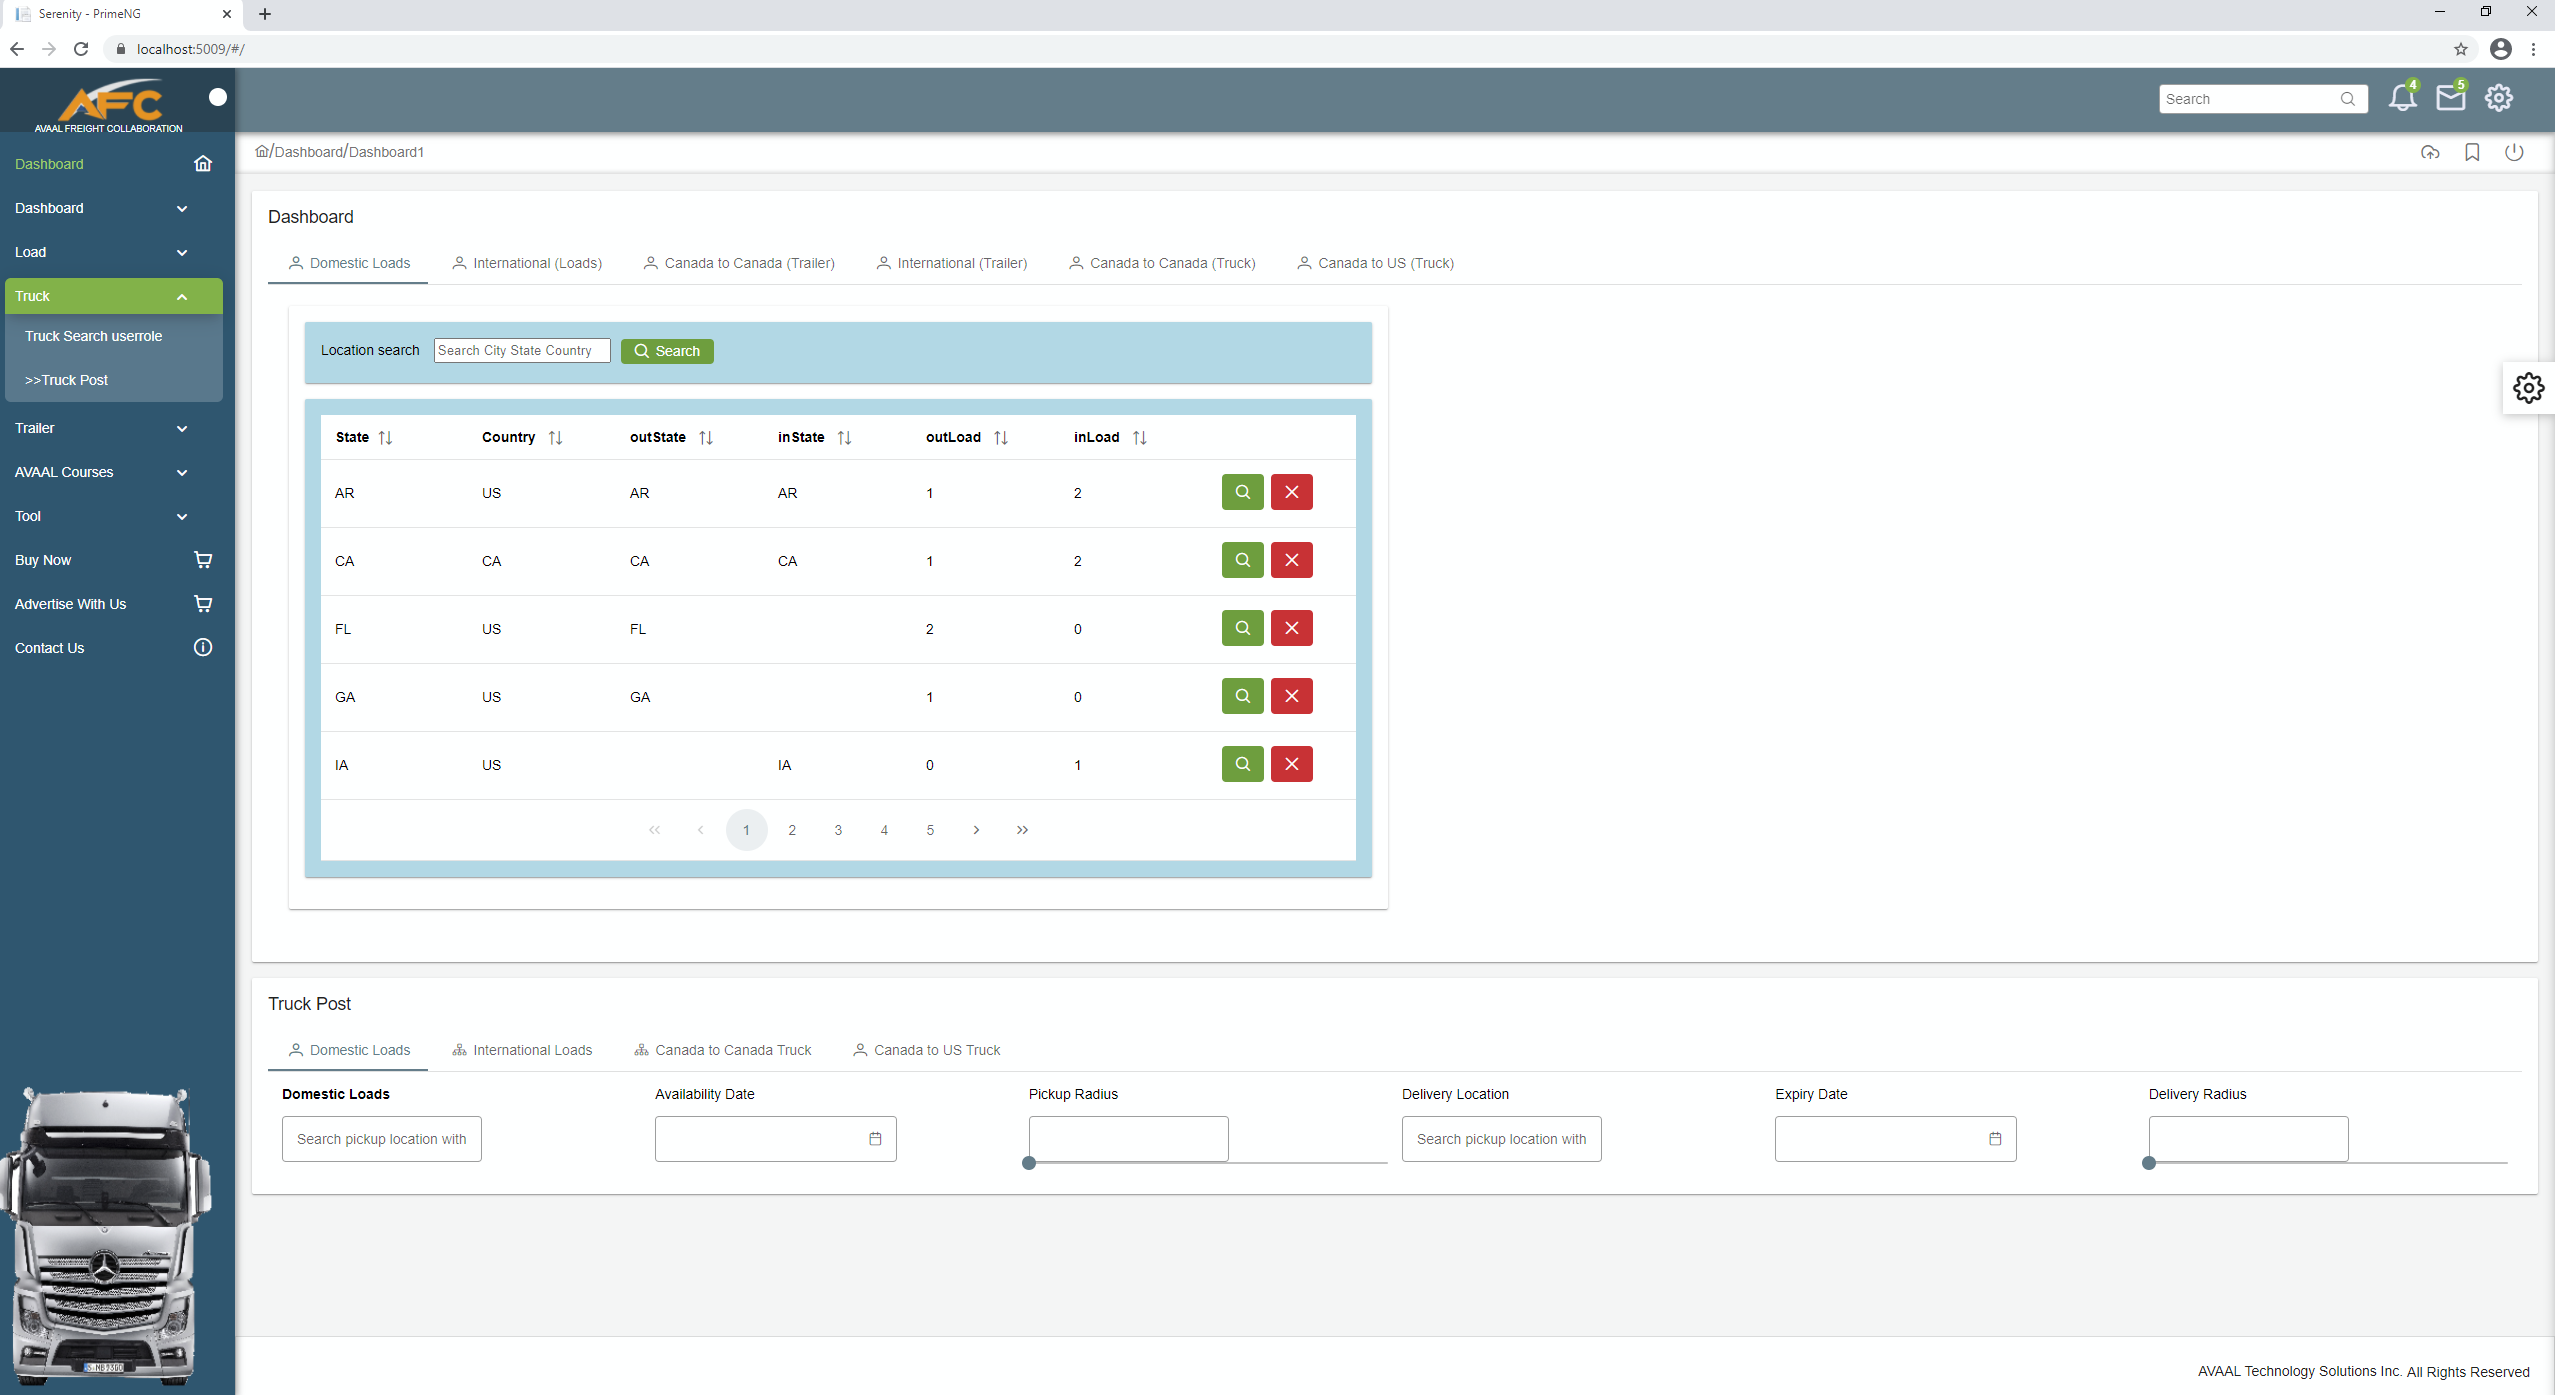 Serenity - PrimeNG
localhost:5009/#/
AFC
AVAAL FREIGHT COLLABORATION
Search
4
5
Dashboard
Dashboard
Load
Truck
Truck Search userrole
>>Truck Post
Trailer
AVAAL Courses
Tool
Buy Now
Advertise With Us
Contact Us
/Dashboard/Dashboard1
Dashboard
Domestic Loads International (Loads) Canada to Canada (Trailer) International (Trailer) Canada to Canada (Truck) Canada to US (Truck)
Location search Search City State Country Search
State Country outState inState outLoad inLoad
AR US AR AR 1 2
CA CA CA CA 1 2
FL US FL 2 0
GA US GA 1 0
IA US IA 0 1
1 2 3 4 5
Truck Post
Domestic Loads International Loads Canada to Canada Truck Canada to US Truck
Domestic Loads Availability Date Pickup Radius Delivery Location Expiry Date Delivery Radius
Search pickup location with Search pickup location with
AVAAL Technology Solutions Inc. All Rights Reserved